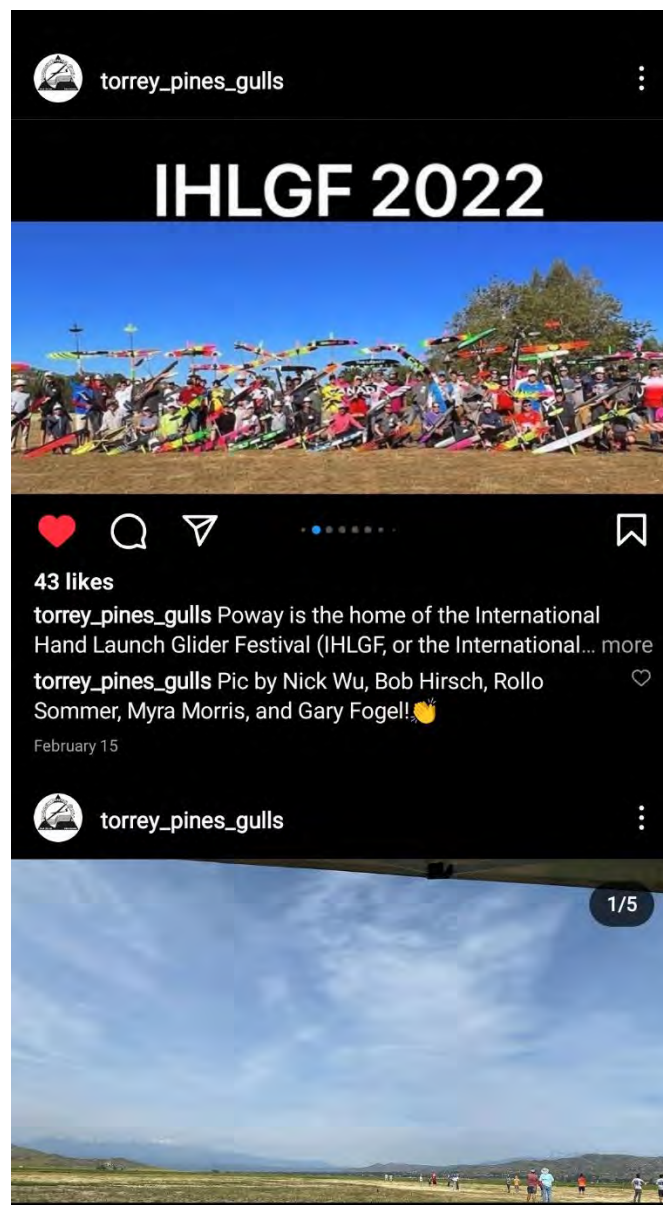 torrey_pines_gulls
IHLGF 2022
43 likes
torrey_pines_gulls Poway is the home of the International
Hand Launch Glider Festival (IHLGF, or the International... more
torrey_pines_gulls Pic by Nick Wu, Bob Hirsch, Rollo
Sommer, Myra Morris, and Gary Fogel!👏
February 15
torrey_pines_gulls
1/5